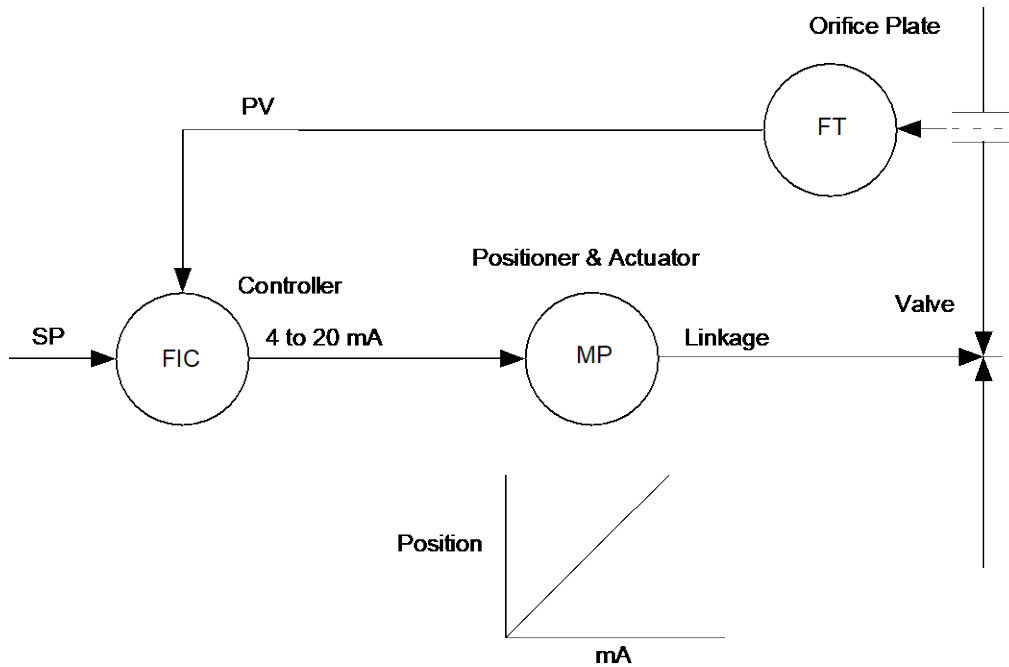 Orifice Plate
PV
FT
Positioner & Actuator
Controller
Valve
SP
4 to 20 mA
Linkage
FIC
MP
Position
mA